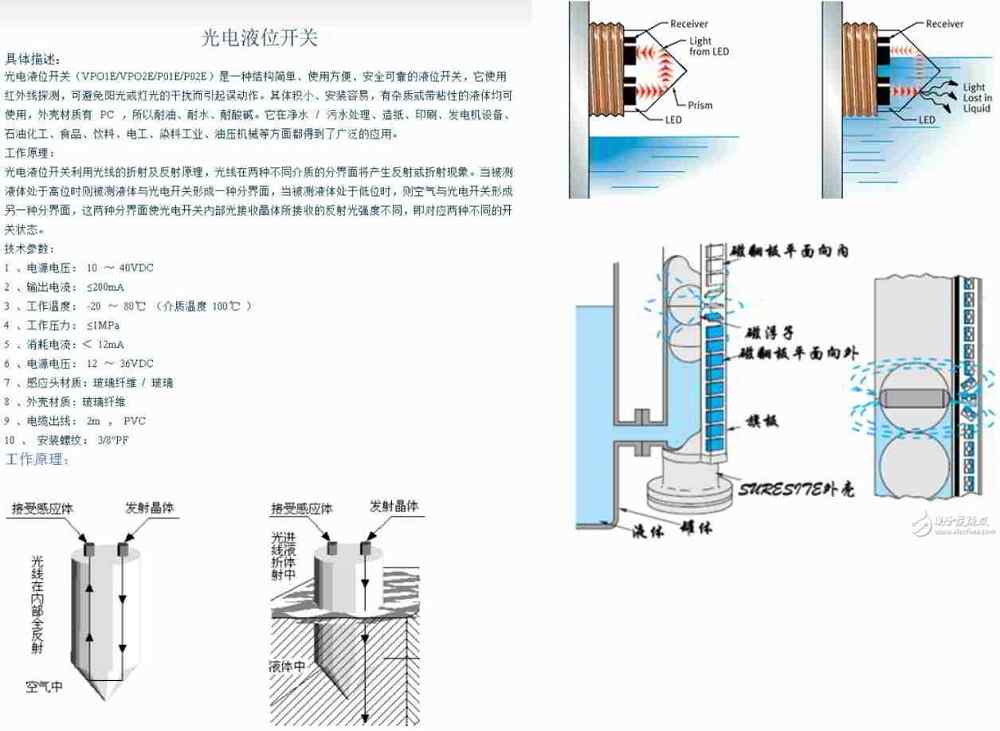 光电液位开关
具体描述：
光电液位开关（VPO1E/VPO2E/P01E/P02E）是一种结构简单、使用方便、安全可靠的液位开关，它使用
红外线探测，可避免阳光或灯光的干扰而引起误动作。具体积小、安装容易，有杂质或带粘性的液体均可
使用，外壳材质有 PC ，所以耐油、耐水、耐酸碱。它在净水 / 污水处理、造纸、印刷、发电机设备、
石油化工、食品、饮料、电工、染料工业、油压机械等方面都得到了广泛的应用。
工作原理：
光电液位开关利用光线的折射及反射原理，光线在两种不同介质的分界面将产生反射或折射现象。当被测
液体处于高位时则被测液体与光电开关形成一种分界面，当被测液体处于低位时，则空气与光电开关形成
另一种分界面，这两种分界面使光电开关内部光接收晶体所接收的反射光强度不同，即对应两种不同的开
关状态。
技术参数：
1 、电源电压： 10 ～ 40VDC
2 、输出电流： ≤200mA
3 、工作温度： -20 ～ 80℃ （介质温度 100℃ ）
4 、工作压力： ≤1MPa
5 、消耗电流：＜ 12mA
6 、电源电压： 12 ～ 36VDC
7 、感应头材质：玻璃纤维 / 玻璃
8 、外壳材质：玻璃纤维
9 、电缆出线： 2m ， PVC
10 、 安装螺纹： 3/8"PF
工作原理：
接受感应体
发射晶体
光线在内部全反射
空气中
接受感应体
发射晶体
光进
线液
折体
射中
液体中
Receiver
Light
from LED
Prism
LED
Receiver
Light
Lost in
Liquid
LED
磁翻板平面向内
磁浮子
磁翻板平面向外
旗板
SURESITE外壳
液体
罐体
电子发烧友
www.elecfans.com